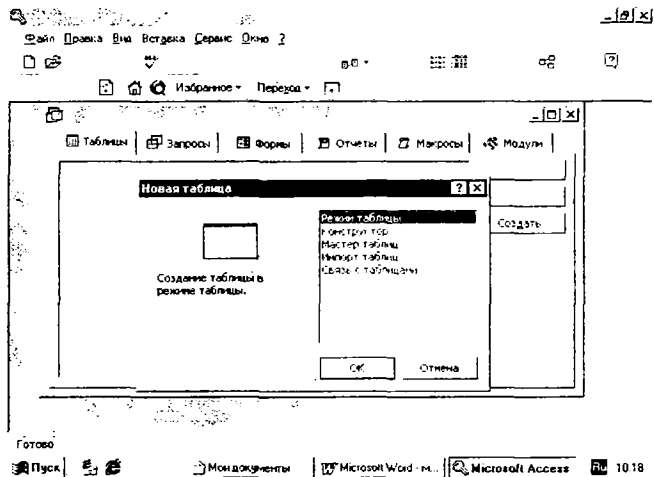 Файл Правка Вид Вставка Сервис Окно ?
Избранное Переход
Таблицы Запросы Формы Отчеты Макросы Модули
Новая таблица
Режим таблицы
Конструктор
Мастер таблиц
Импорт таблиц
Связь с таблицами
Создать
Создание таблицы в
режиме таблицы.
ОК Отмена
Готово
Пуск Мои документы Microsoft Word - м... Microsoft Access Ru 10:18